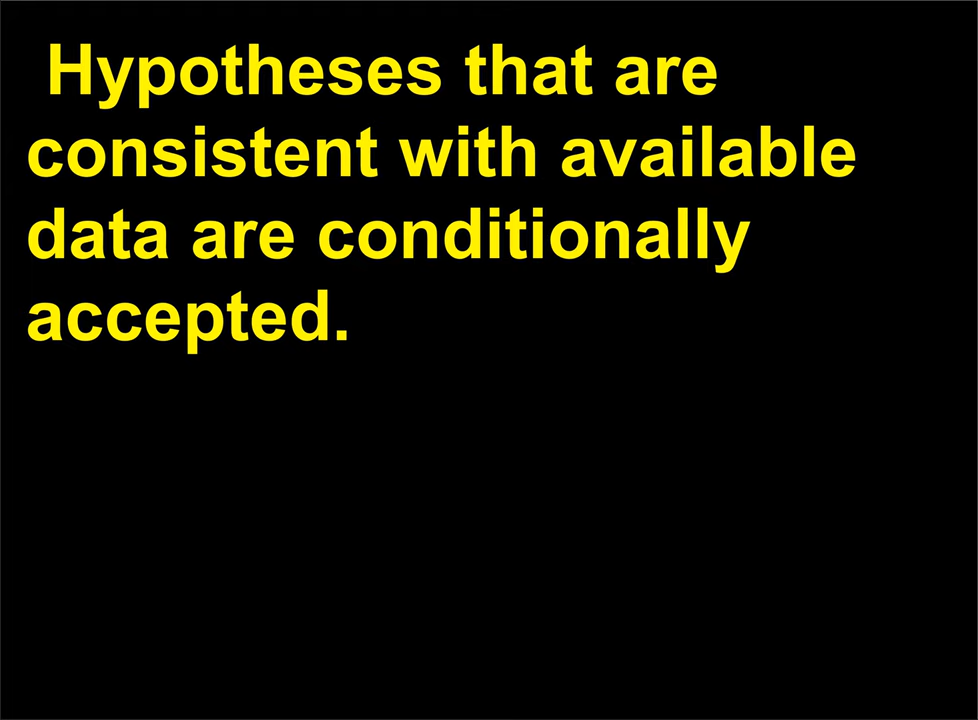 Hypotheses that are
consistent with available
data are conditionally
accepted.